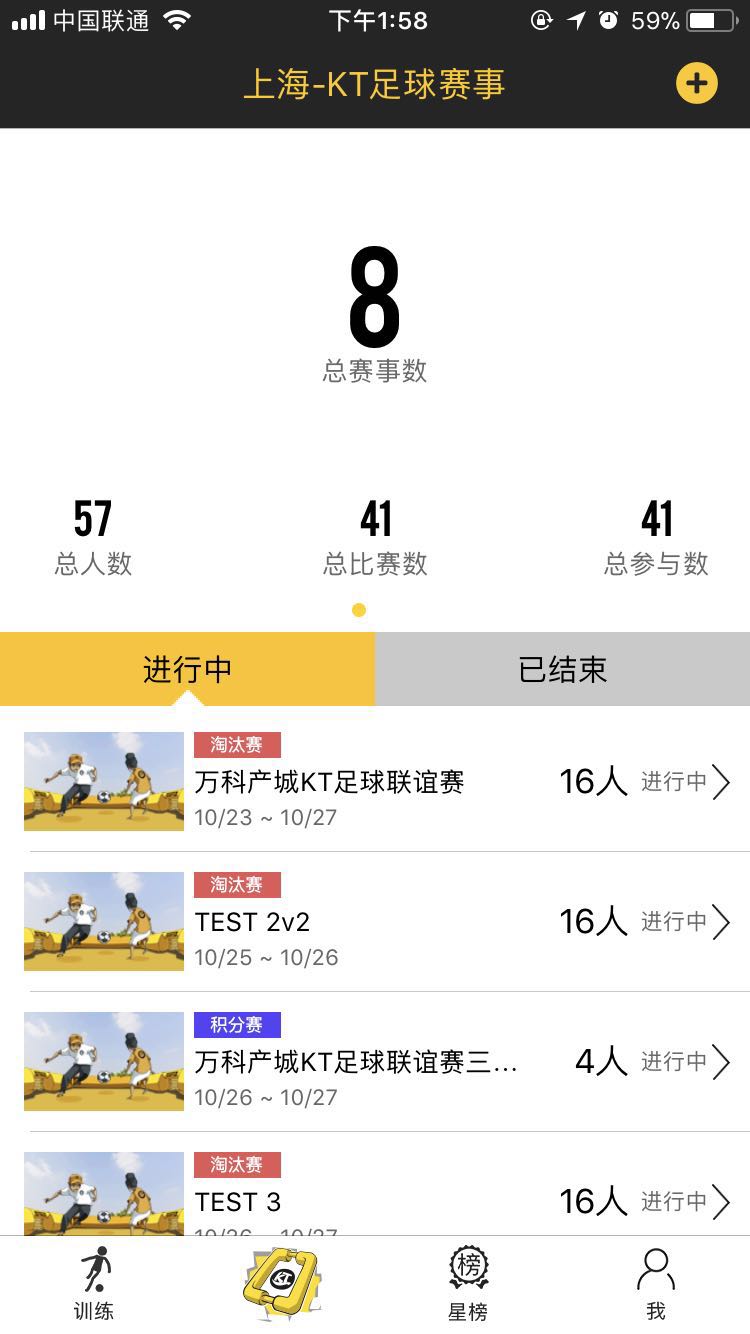 中国联通 下午1:58 59%
上海-KT足球赛事
8
总赛事数
57 41 41
总人数 总比赛数 总参与数
进行中 已结束
淘汰赛
万科产城KT足球联谊赛 16人 进行中
10/23 ~ 10/27
淘汰赛
TEST 2v2 16人 进行中
10/25 ~ 10/26
积分赛
万科产城KT足球联谊赛三... 4人 进行中
10/26 ~ 10/27
淘汰赛
TEST 3 16人 进行中
10/26 ~ 10/27
KT 榜
训练 星榜 我